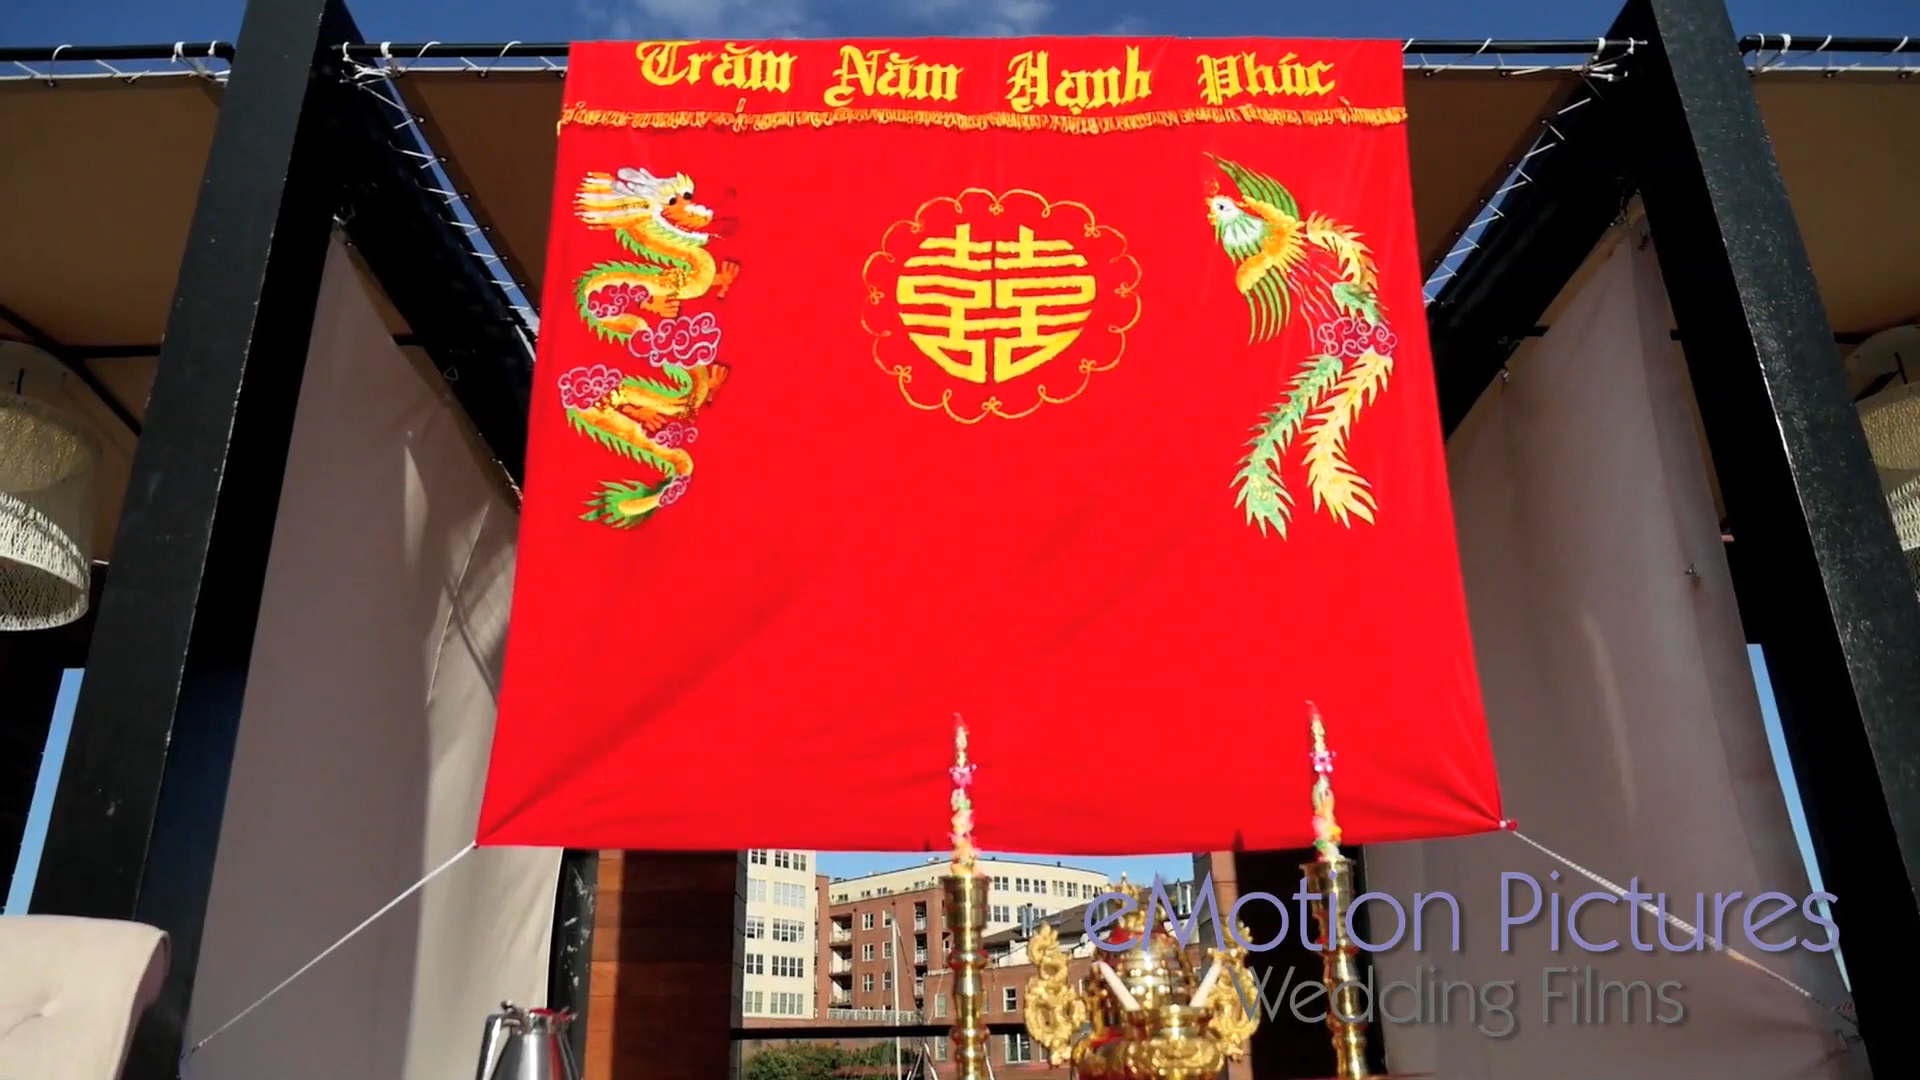 Trăm Năm Hạnh Phúc
囍
eMotion Pictures
Wedding Films